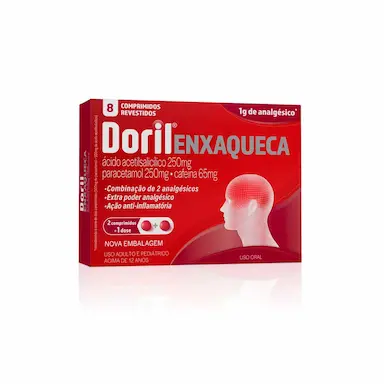 8 COMPRIMIDOS
REVESTIDOS
1g de analgésico*
Doril® ENXAQUECA
ácido acetilsalicílico 250mg
paracetamol 250mg • cafeína 65mg
•Combinação de 2 analgésicos
•Extra poder analgésico
•Ação anti-inflamatória
2 comprimidos
= 1 dose
+
NOVA EMBALAGEM
USO ADULTO E PEDIÁTRICO
ACIMA DE 12 ANOS
USO ORAL